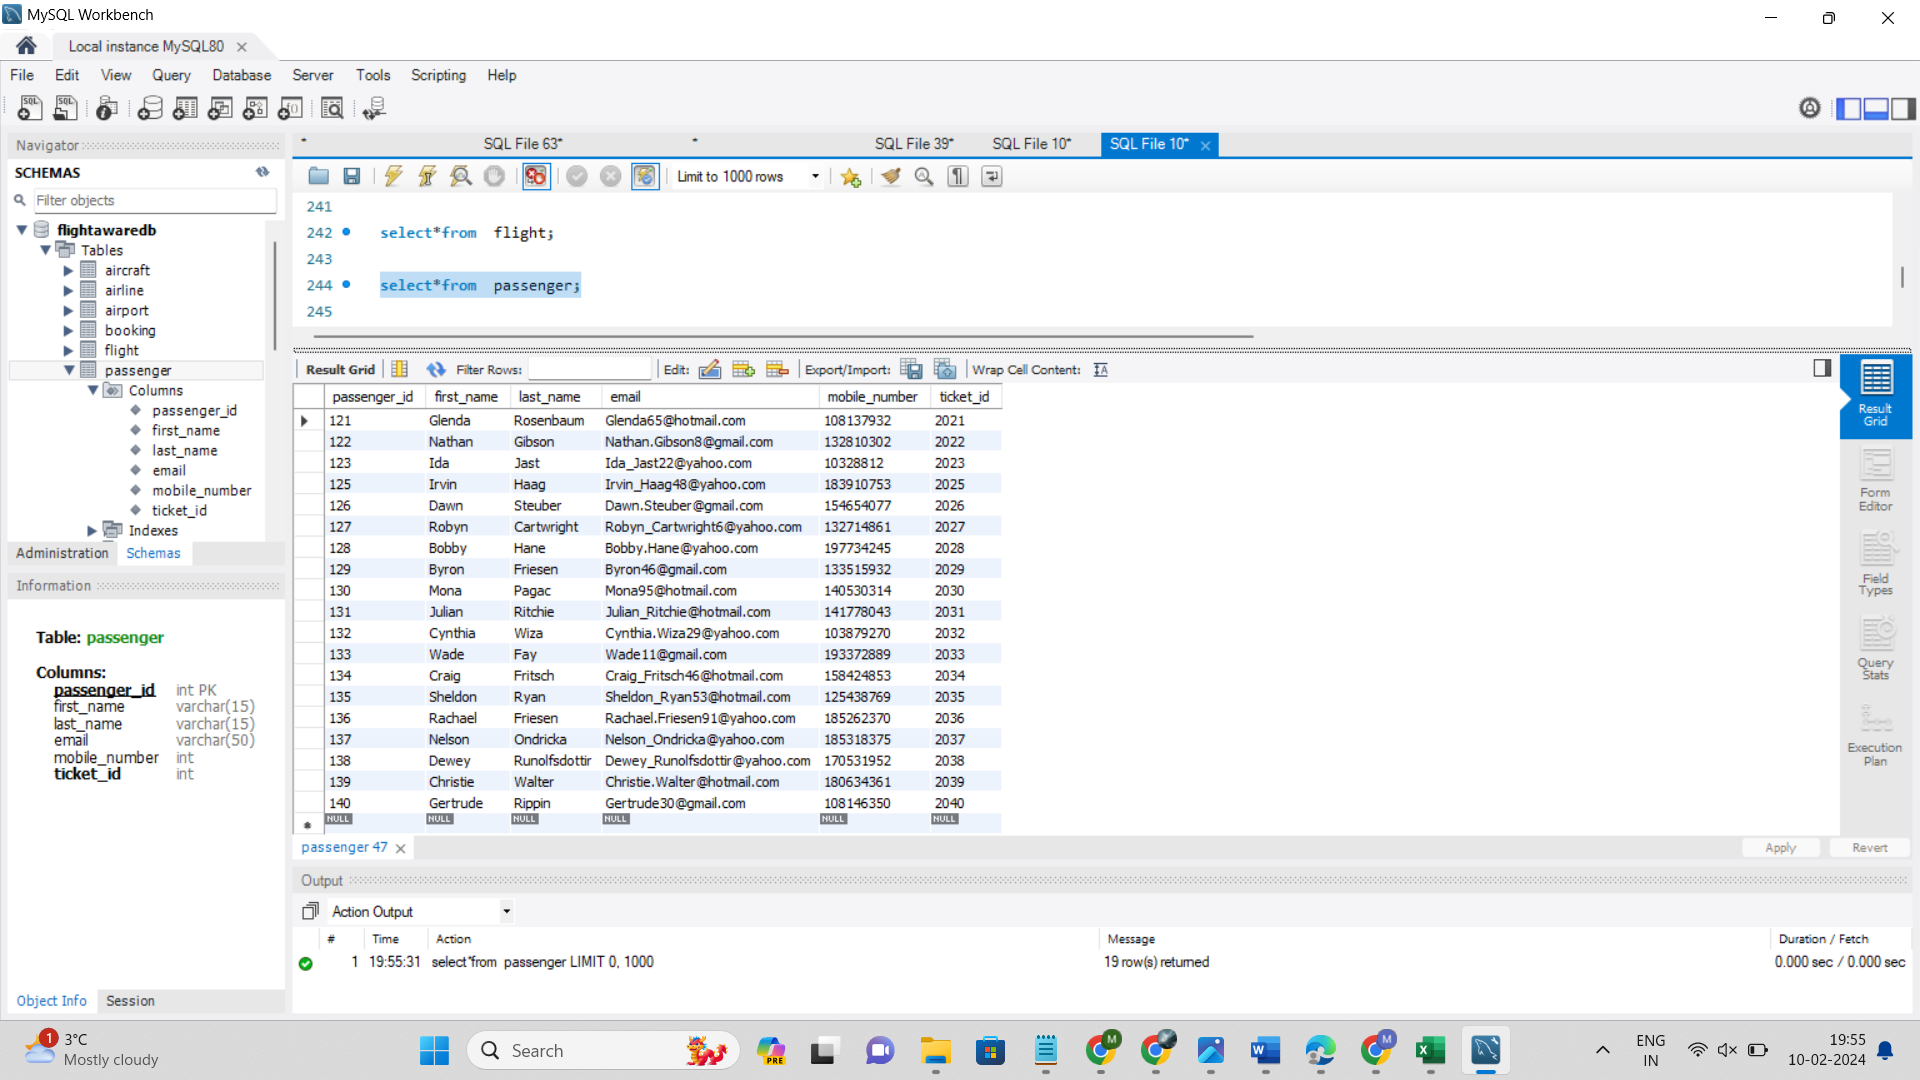 MySQL Workbench
Local instance MySQL80
File Edit View Query Database Server Tools Scripting Help
Navigator
SCHEMAS
Filter objects
flightawaredb
Tables
aircraft
airline
airport
booking
flight
passenger
Columns
passenger_id
first_name
last_name
email
mobile_number
ticket_id
Indexes
Administration Schemas
Information
Table: passenger
Columns:
passenger_id int PK
first_name varchar(15)
last_name varchar(15)
email varchar(50)
mobile_number int
ticket_id int
Object Info Session
* SQL File 63* * SQL File 39* SQL File 10* SQL File 10*
Limit to 1000 rows
241
242 select*from flight;
243
244 select*from passenger;
245
Result Grid Filter Rows: Edit: Export/Import: Wrap Cell Content:
passenger_id first_name last_name email mobile_number ticket_id
121 Glenda Rosenbaum Glenda65@hotmail.com 108137932 2021
122 Nathan Gibson Nathan.Gibson8@gmail.com 132810302 2022
123 Ida Jast Ida_Jast22@yahoo.com 10328812 2023
125 Irvin Haag Irvin_Haag48@yahoo.com 183910753 2025
126 Dawn Steuber Dawn.Steuber@gmail.com 154654077 2026
127 Robyn Cartwright Robyn_Cartwright6@yahoo.com 132714861 2027
128 Bobby Hane Bobby.Hane@yahoo.com 197734245 2028
129 Byron Friesen Byron46@gmail.com 133515932 2029
130 Mona Pagac Mona95@hotmail.com 140530314 2030
131 Julian Ritchie Julian_Ritchie@hotmail.com 141778043 2031
132 Cynthia Wiza Cynthia.Wiza29@yahoo.com 103879270 2032
133 Wade Fay Wade11@gmail.com 193372889 2033
134 Craig Fritsch Craig_Fritsch46@hotmail.com 158424853 2034
135 Sheldon Ryan Sheldon_Ryan53@hotmail.com 125438769 2035
136 Rachael Friesen Rachael.Friesen91@yahoo.com 185262370 2036
137 Nelson Ondricka Nelson_Ondricka@yahoo.com 185318375 2037
138 Dewey Runolfsdottir Dewey_Runolfsdottir@yahoo.com 170531952 2038
139 Christie Walter Christie.Walter@hotmail.com 180634361 2039
140 Gertrude Rippin Gertrude30@gmail.com 108146350 2040
NULL NULL NULL NULL NULL NULL
Result
Grid
Form
Editor
Field
Types
Query
Stats
Execution
Plan
passenger 47 Apply Revert
Output
Action Output
# Time Action Message Duration / Fetch
1 19:55:31 select*from passenger LIMIT 0, 1000 19 row(s) returned 0.000 sec / 0.000 sec
1 3°C
Mostly cloudy
Search
PRE
M
M
ENG
IN
19:55
10-02-2024